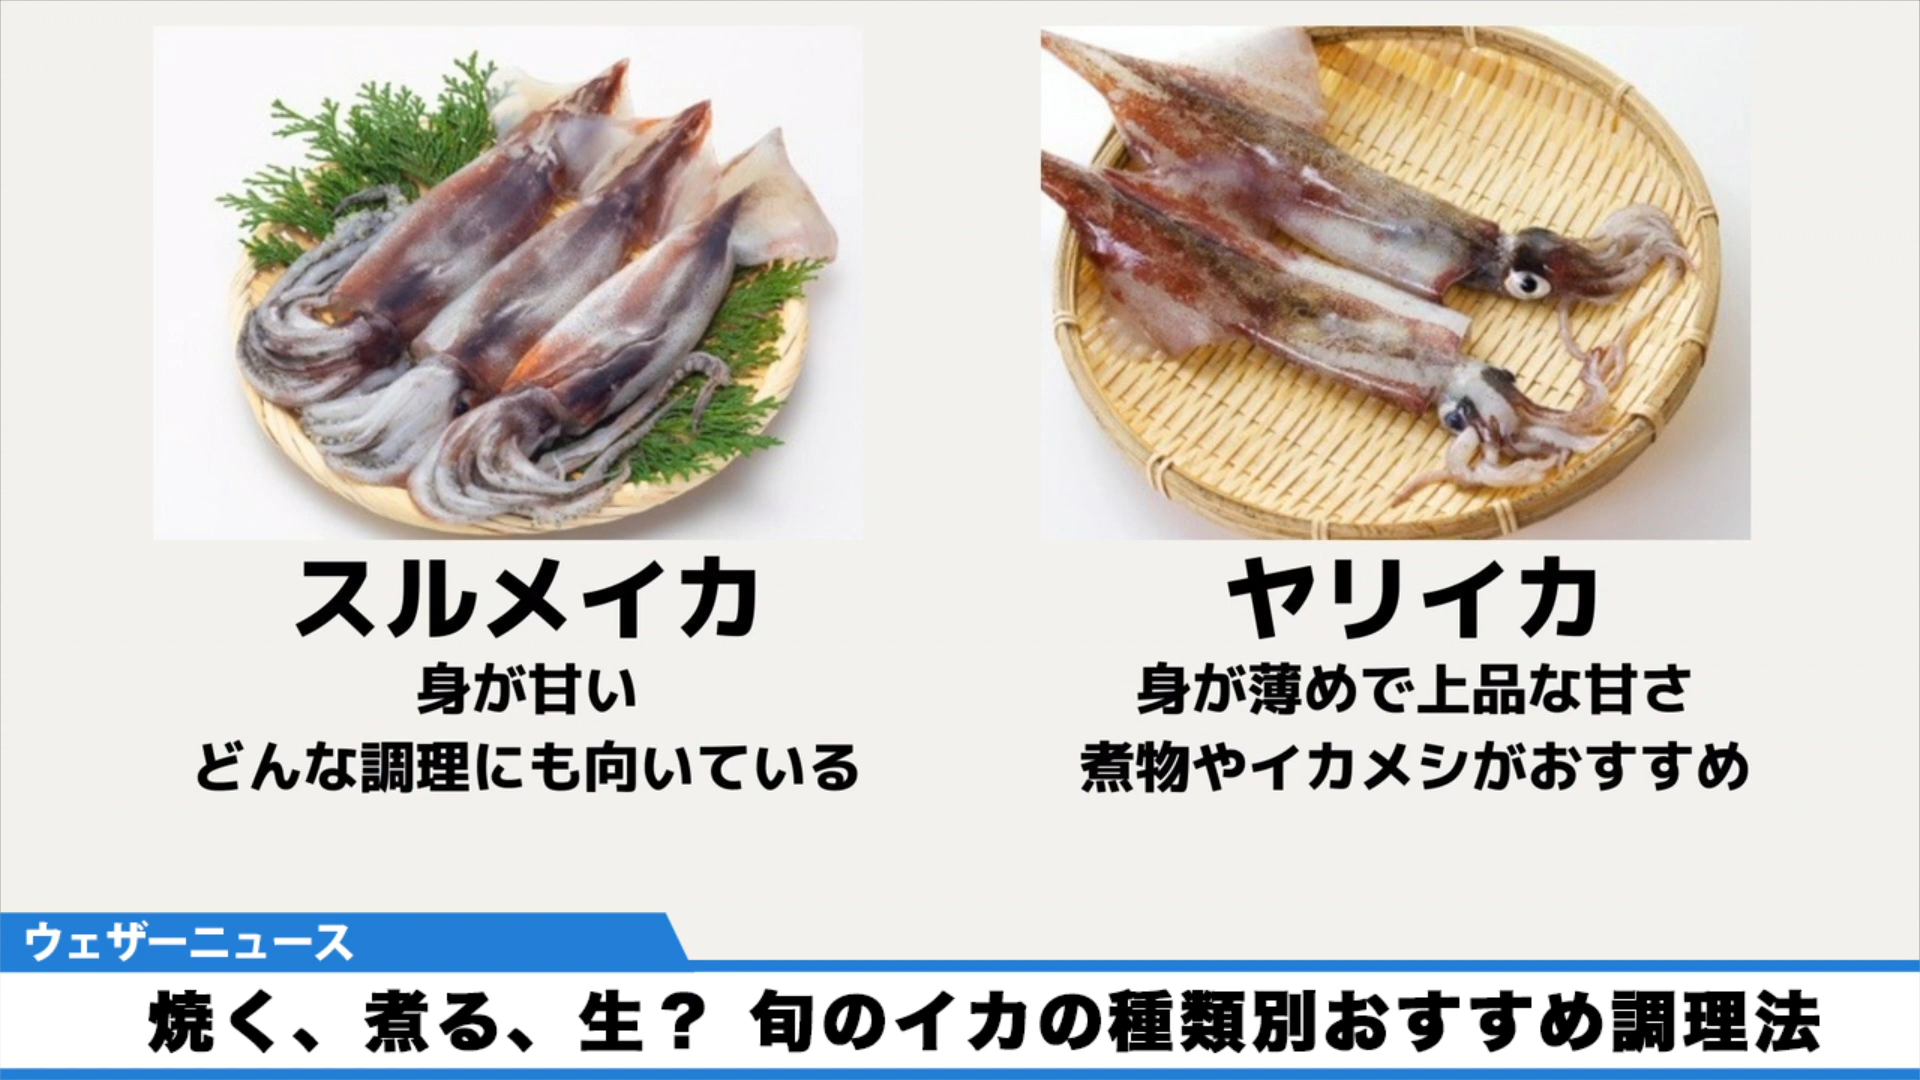 スルメイカ
身が甘い
どんな調理にも向いている
ヤリイカ
身が薄めで上品な甘さ
煮物やイカメシがおすすめ
ウェザーニュース
焼く、煮る、生？ 旬のイカの種類別おすすめ調理法